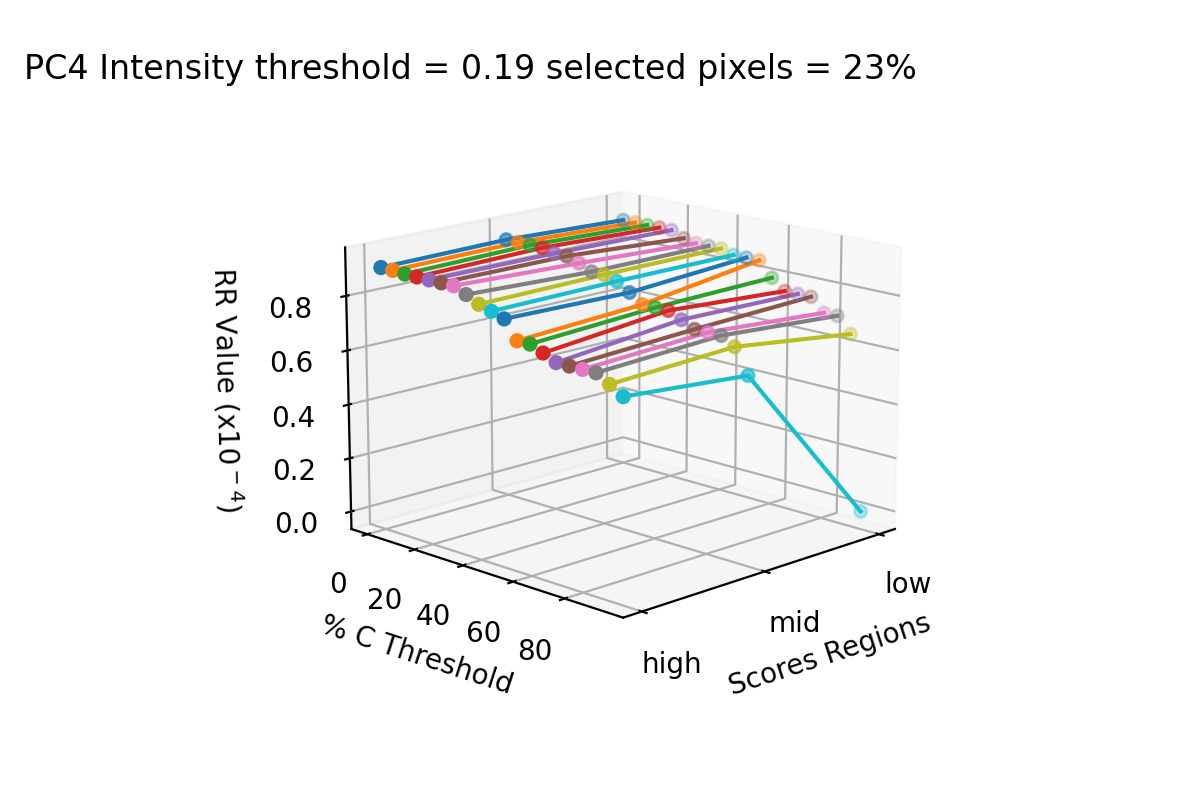 PC4 Intensity threshold = 0.19 selected pixels = 23%
RR Value (x10⁻⁴)
0.8
0.6
0.4
0.2
0.0
0
20
40
60
80
% C Threshold
high
mid
low
Scores Regions